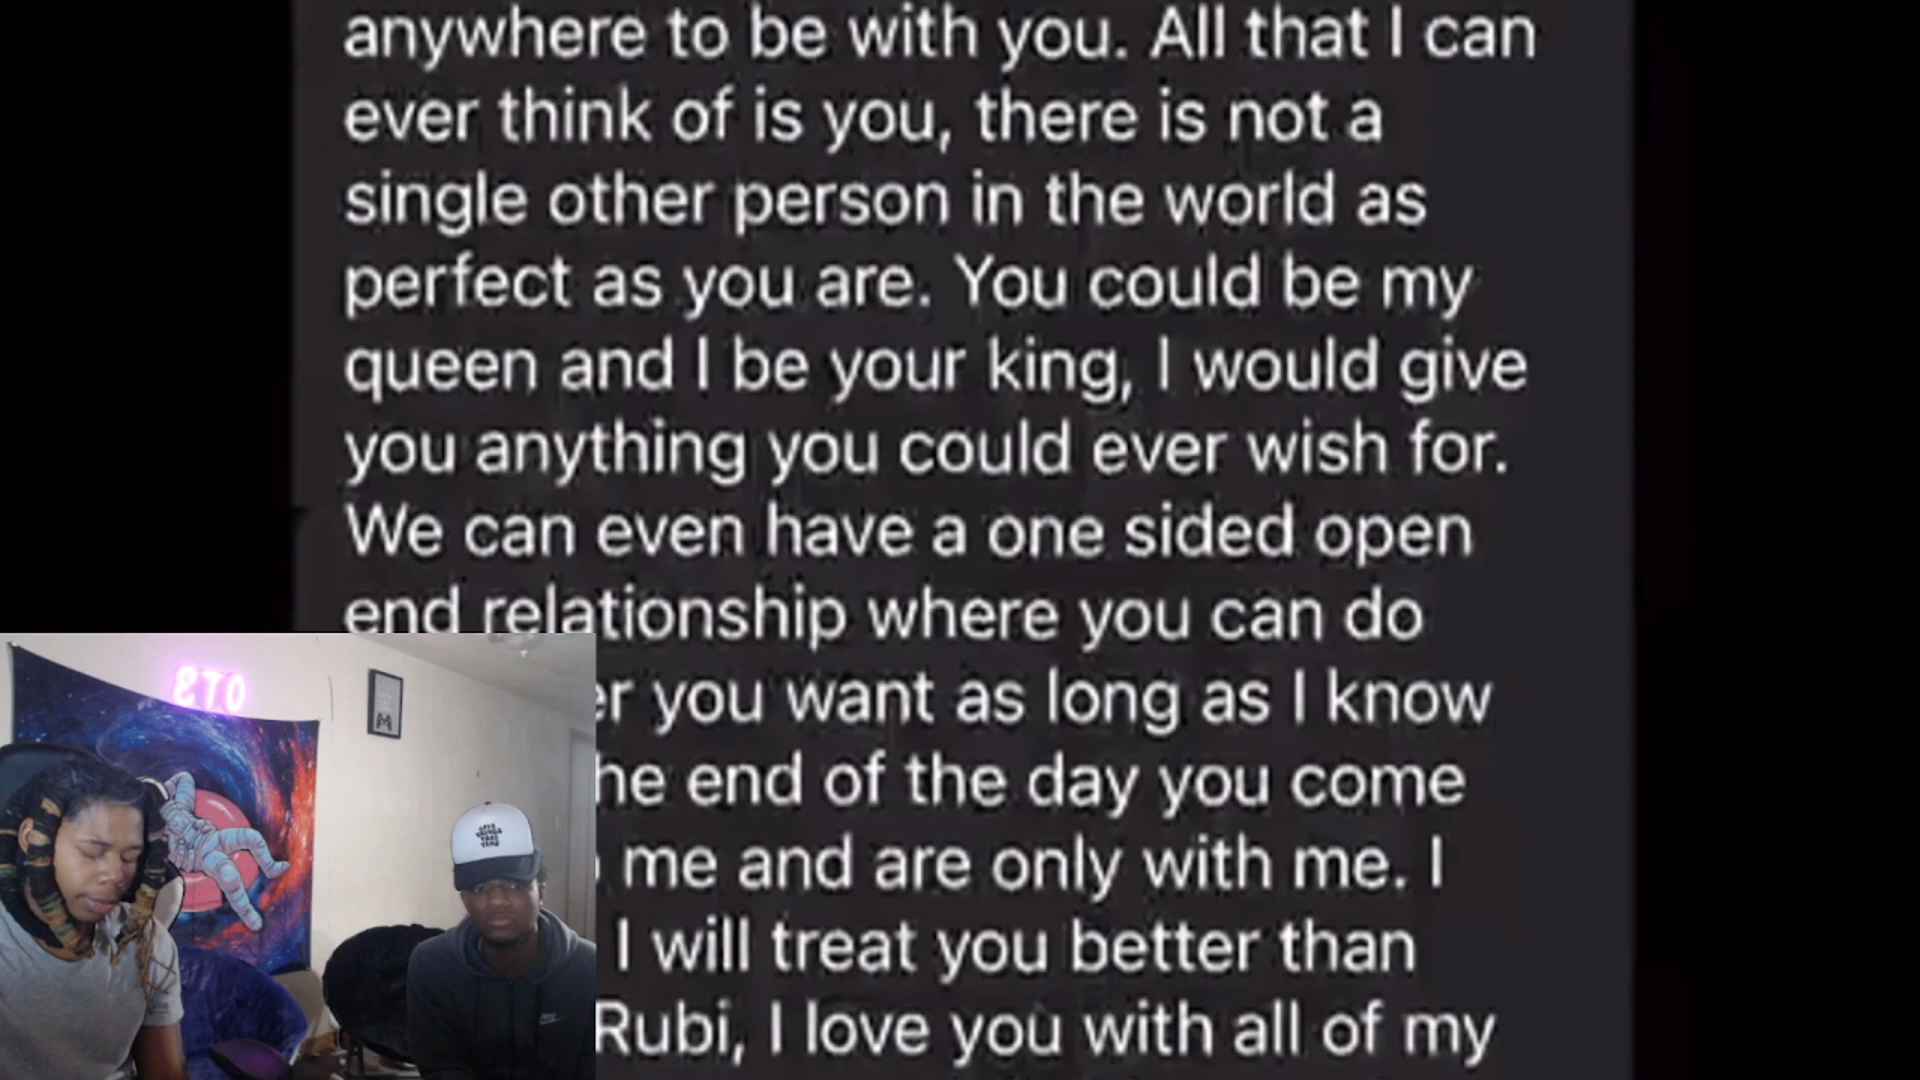 anywhere to be with you. All that I can
ever think of is you, there is not a
single other person in the world as
perfect as you are. You could be my
queen and I be your king, I would give
you anything you could ever wish for.
We can even have a one sided open
end relationship where you can do
you want as long as I know
end of the day you come
me and are only with me. I
I will treat you better than
Rubi, I love you with all of my
OTS